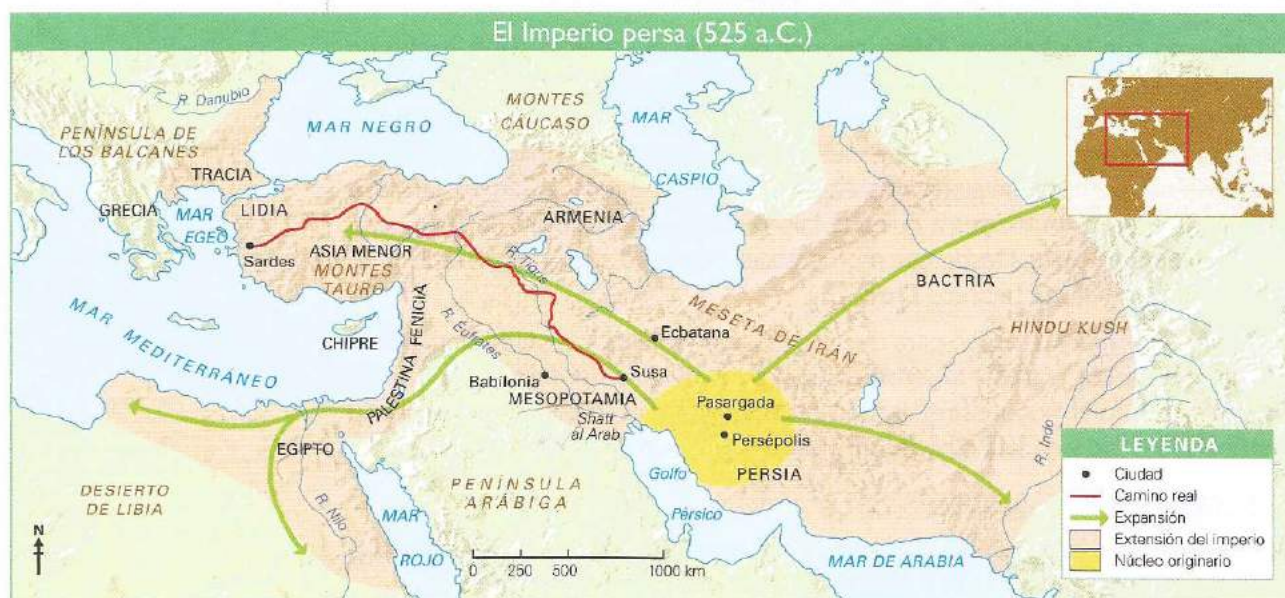 El Imperio persa (525 a.C.)
R. Danubio
PENÍNSULA DE
LOS BALCANES
MAR NEGRO
MONTES
CÁUCASO
MAR
CASPIO
TRACIA
GRECIA
MAR
EGEO
LIDIA
Sardes
ASIA MENOR
MONTES
TAURO
ARMENIA
R. Tigris
R. Eufrates
MESETA DE IRÁN
Ecbatana
BACTRIA
HINDU KUSH
MAR MEDITERRÁNEO
CHIPRE
FENICIA
PALESTINA
Babilonia
MESOPOTAMIA
Susa
Shatt
al Arab
Pasargada
Persépolis
PERSIA
R. Indo
EGIPTO
R. Nilo
DESIERTO
DE LIBIA
MAR
ROJO
PENÍNSULA
ARÁBIGA
Golfo
Pérsico
MAR DE ARABIA
N
0 250 500 1000 km
LEYENDA
Ciudad
Camino real
Expansión
Extensión del imperio
Núcleo originario